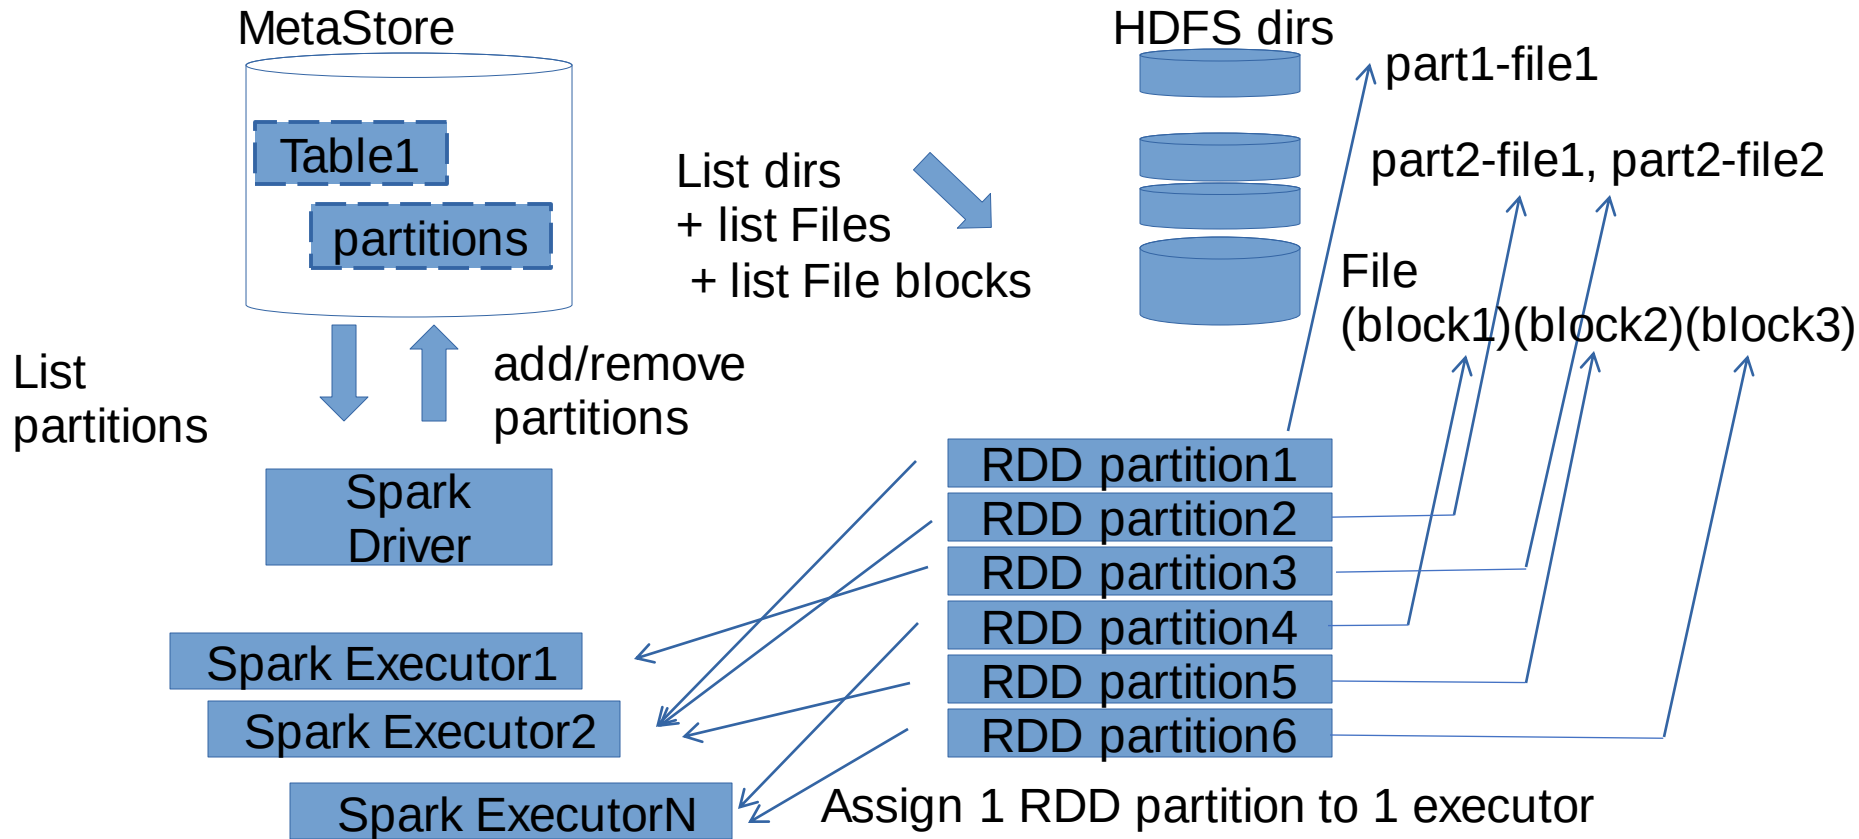 MetaStore
HDFS dirs
part1-file1
Table1
partitions
List dirs
+ list Files
+ list File blocks
part2-file1, part2-file2
File
(block1)(block2)(block3)
List
partitions
add/remove
partitions
Spark
Driver
RDD partition1
RDD partition2
RDD partition3
RDD partition4
RDD partition5
RDD partition6
Spark Executor1
Spark Executor2
Spark ExecutorN
Assign 1 RDD partition to 1 executor